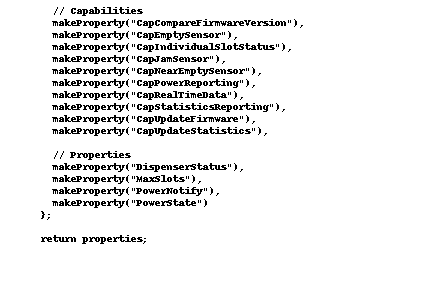 // Capabilities
makeProperty("CapCompareFirmwareVersion"),
makeProperty("CapEmptySensor"),
makeProperty("CapIndividualSlotStatus"),
makeProperty("CapJamSensor"),
makeProperty("CapNearEmptySensor"),
makeProperty("CapPowerReporting"),
makeProperty("CapRealTimeData"),
makeProperty("CapStatisticsReporting"),
makeProperty("CapUpdateFirmware"),
makeProperty("CapUpdateStatistics"),
// Properties
makeProperty("DispenserStatus"),
makeProperty("MaxSlots"),
makeProperty("PowerNotify"),
makeProperty("PowerState")
};
return properties;